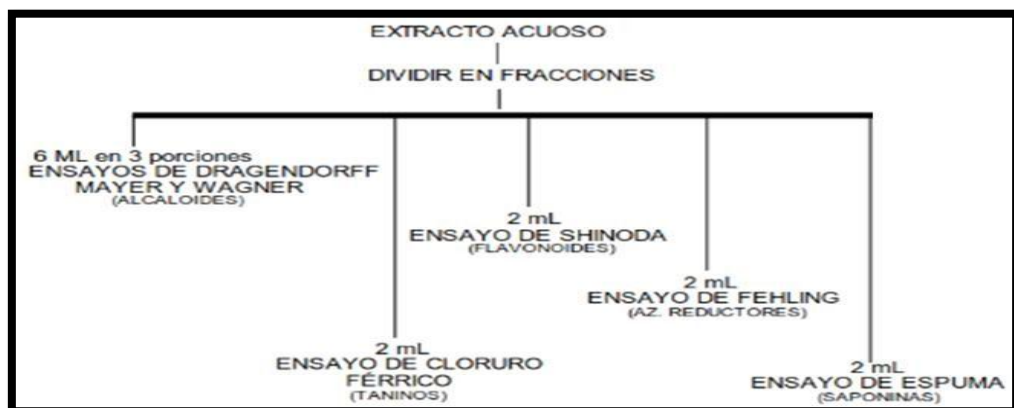 EXTRACTO ACUOSO
DIVIDIR EN FRACCIONES
6 ML en 3 porciones
ENSAYOS DE DRAGENDORFF
MAYER Y WAGNER
(ALCALOIDES)
2 mL
ENSAYO DE SHINODA
(FLAVONOIDES)
2 mL
ENSAYO DE FEHLING
(AZ. REDUCTORES)
2 mL
ENSAYO DE CLORURO
FÉRRICO
(TANINOS)
2 mL
ENSAYO DE ESPUMA
(SAPONINAS)